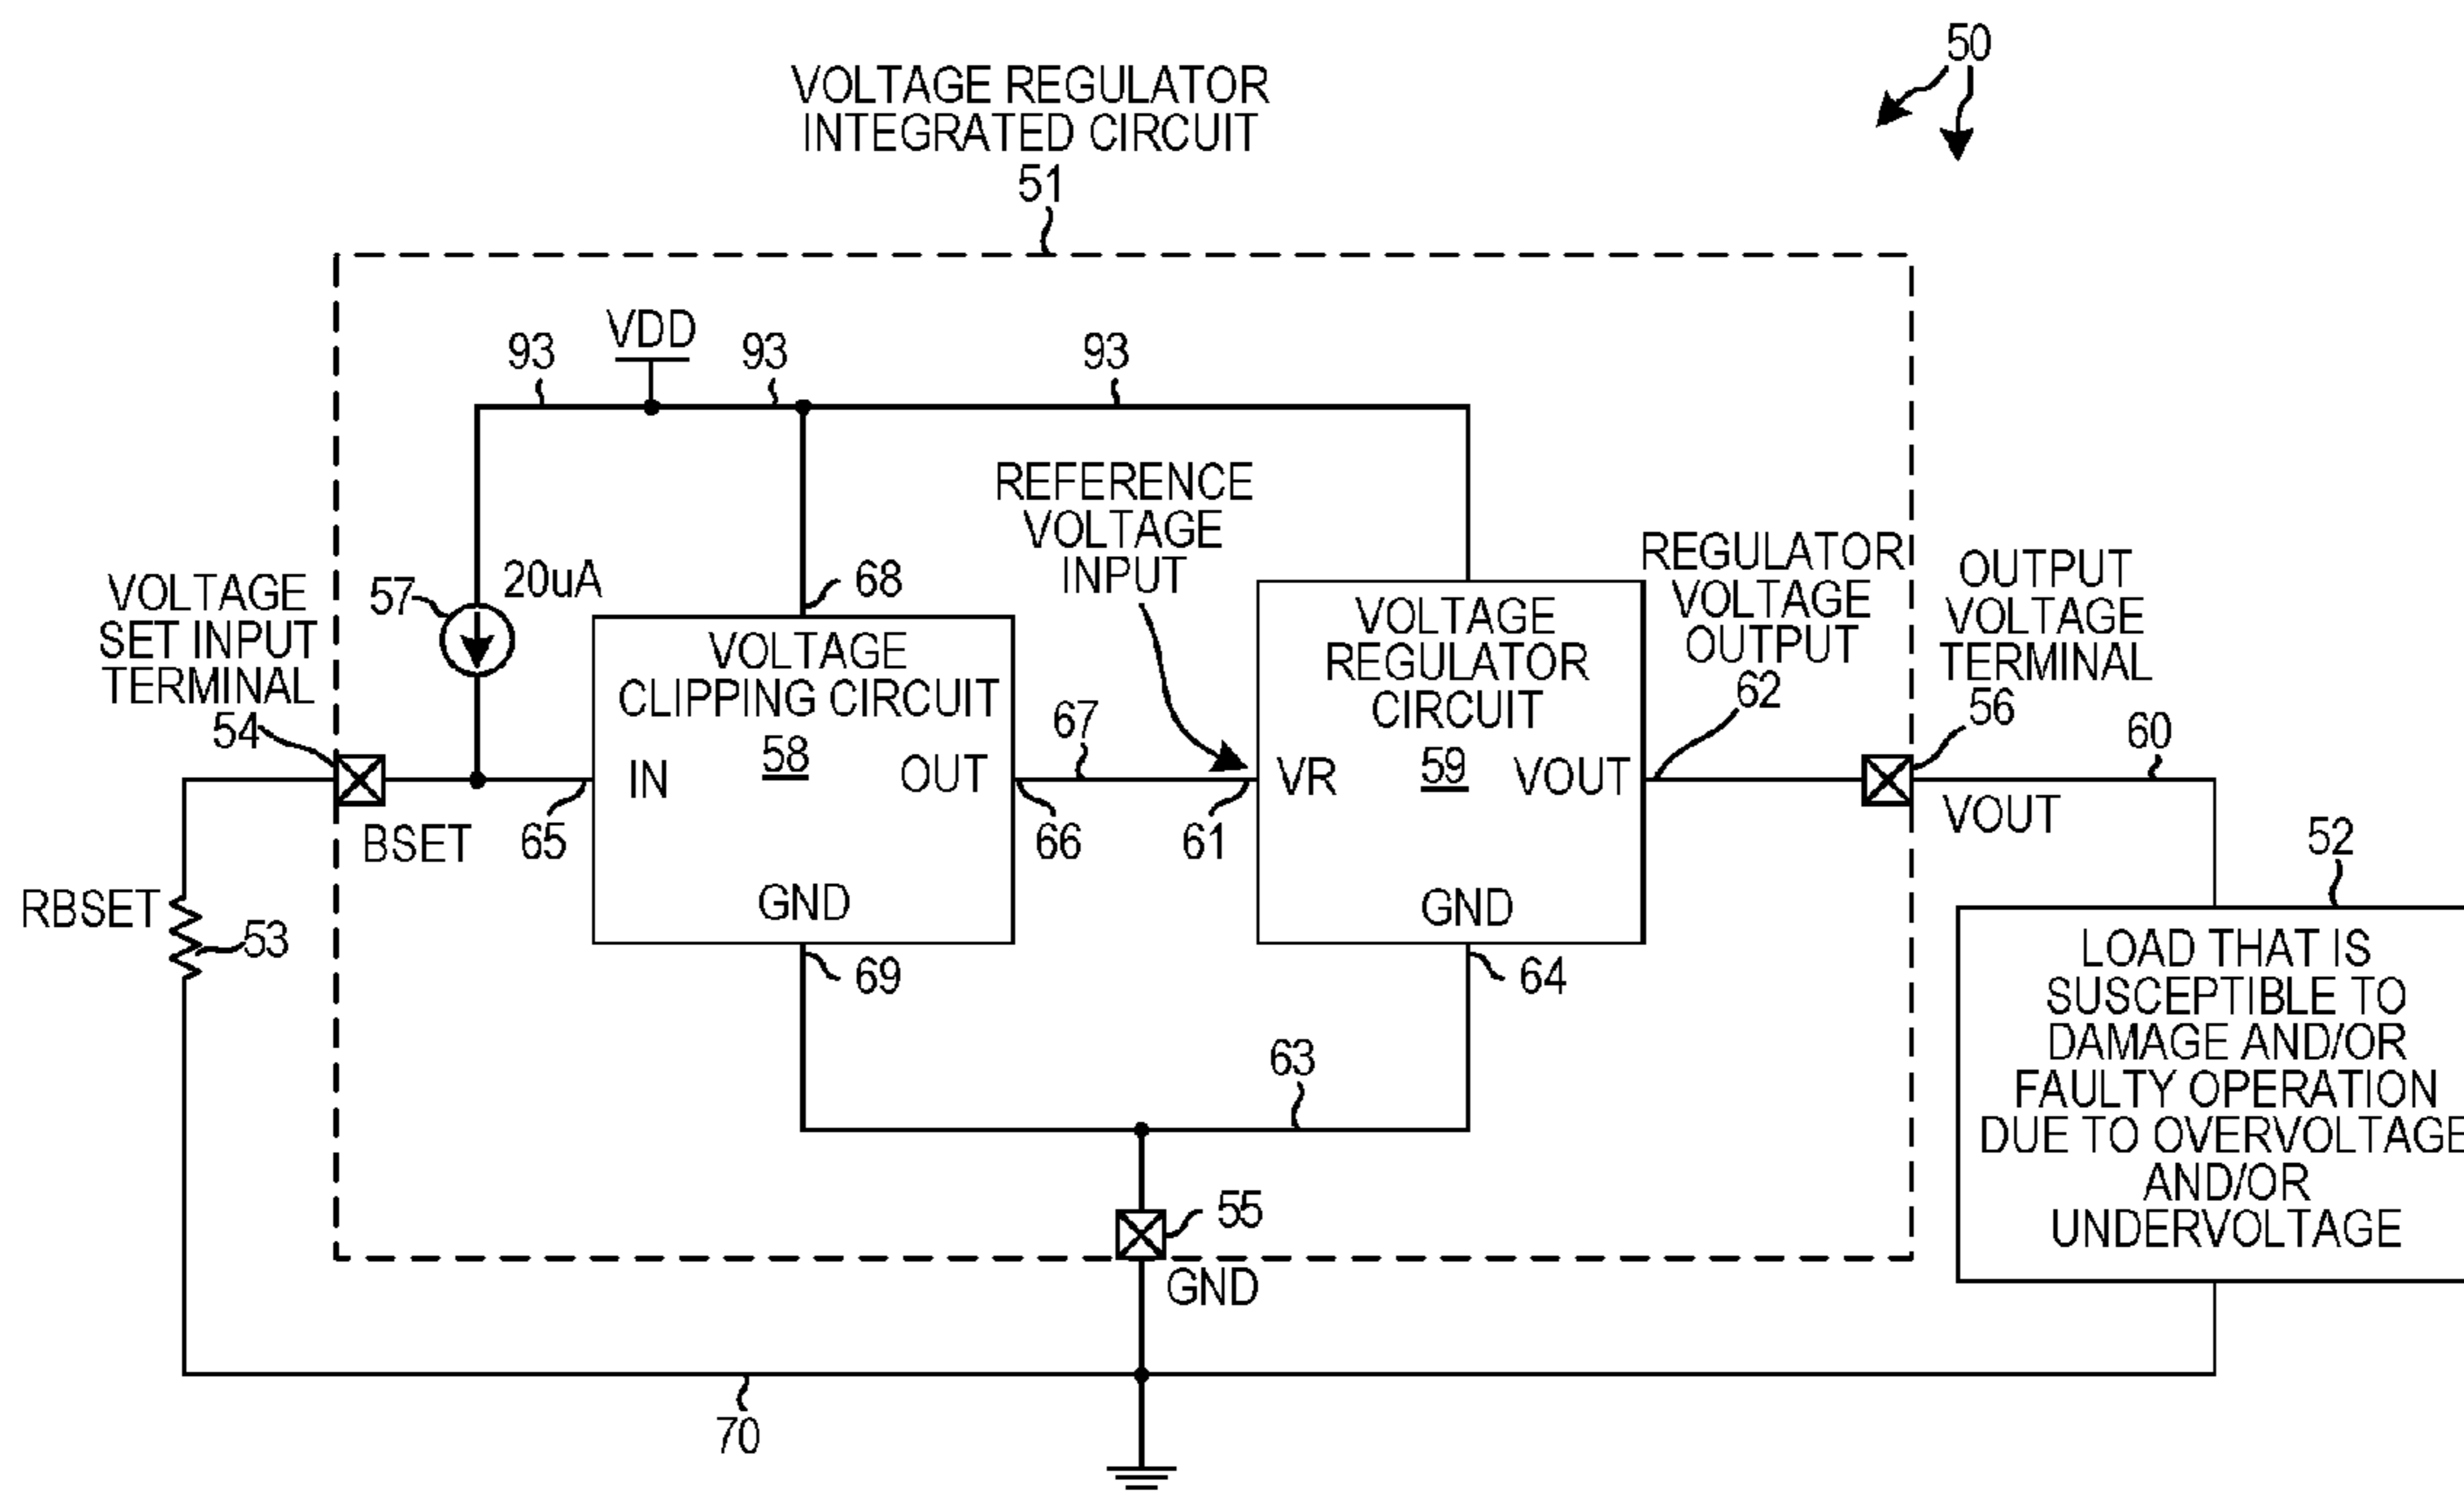 50
VOLTAGE REGULATOR
INTEGRATED CIRCUIT
51
93
VDD
93
93
REFERENCE
VOLTAGE
INPUT
VOLTAGE
SET INPUT
TERMINAL
54
57
20uA
68
VOLTAGE
CLIPPING CIRCUIT
58
IN
OUT
GND
65
BSET
67
66
61
VOLTAGE
REGULATOR
CIRCUIT
59
VR
VOUT
GND
REGULATOR
VOLTAGE
OUTPUT
62
OUTPUT
VOLTAGE
TERMINAL
56
60
VOUT
52
RBSET
53
69
64
63
55
GND
LOAD THAT IS
SUSCEPTIBLE TO
DAMAGE AND/OR
FAULTY OPERATION
DUE TO OVERVOLTAGE
AND/OR
UNDERVOLTAGE
70